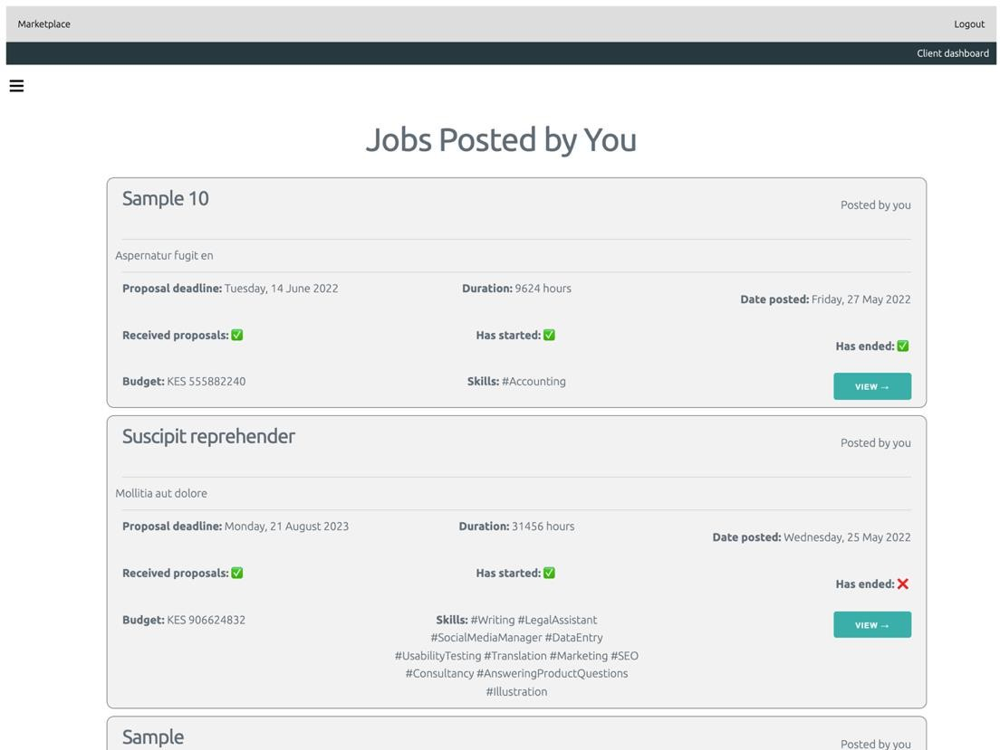 Marketplace
Logout
Client dashboard
Jobs Posted by You
Sample 10
Posted by you
Aspernatur fugit en
Proposal deadline: Tuesday, 14 June 2022
Duration: 9624 hours
Date posted: Friday, 27 May 2022
Received proposals: ✅
Has started: ✅
Has ended: ✅
Budget: KES 555882240
Skills: #Accounting
VIEW →
Suscipit reprehender
Posted by you
Mollitia aut dolore
Proposal deadline: Monday, 21 August 2023
Duration: 31456 hours
Date posted: Wednesday, 25 May 2022
Received proposals: ✅
Has started: ✅
Has ended: ❌
Budget: KES 906624832
Skills: #Writing #LegalAssistant
#SocialMediaManager #DataEntry
#UsabilityTesting #Translation #Marketing #SEO
#Consultancy #AnsweringProductQuestions
#Illustration
VIEW →
Sample
Posted by you